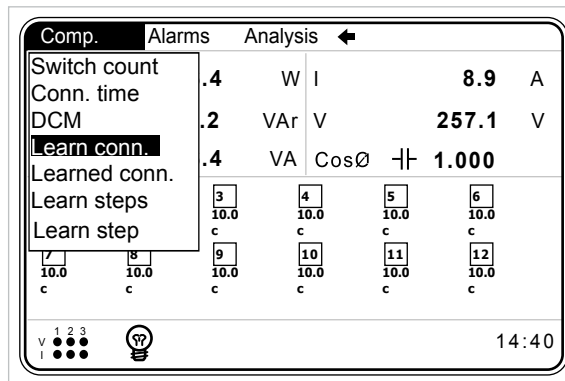 Comp. Alarms Analysis
Switch count
Conn. time
DCM
Learn conn.
Learned conn.
Learn steps
Learn step
.4 W I 8.9 A
.2 VAr V 257.1 V
.4 VA CosØ 1.000
3 4 5 6
10.0 10.0 10.0 10.0
c c c c
7 8 9 10 11 12
10.0 10.0 10.0 10.0 10.0 10.0
c c c c c c
1 2 3
V
I
14:40